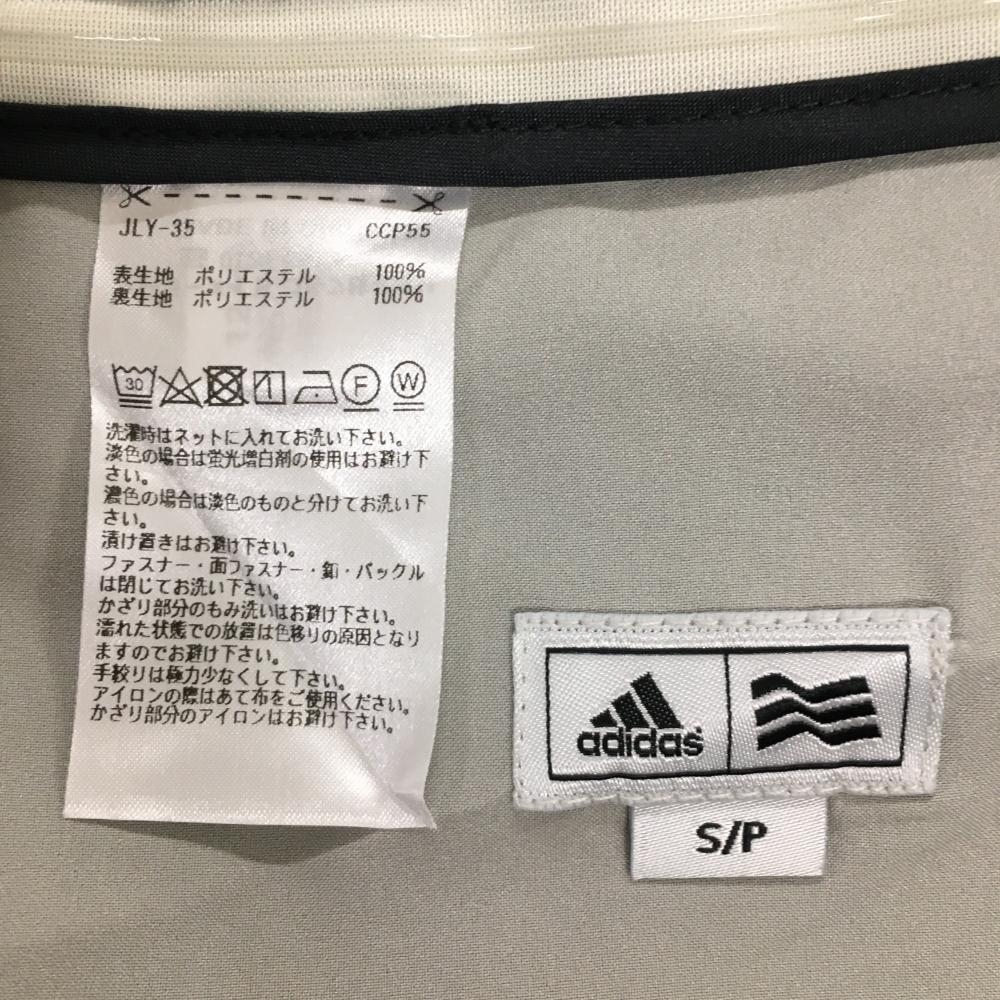 JLY-35 CCP55
表生地 ポリエステル 100%
裏生地 ポリエステル 100%
30 F W
洗濯時はネットに入れてお洗い下さい。
淡色の場合は蛍光増白剤の使用はお避け下
さい。
濃色の場合は淡色のものと分けてお洗い下
さい。
漬け置きはお避け下さい。
ファスナー・面ファスナー・釦・バックル
は閉じてお洗い下さい。
かざり部分のもみ洗いはお避け下さい。
濡れた状態での放置は色移りの原因となり
ますのでお避け下さい。
手絞りは極力少なくして下さい。
アイロンの際はあて布をご使用ください。
かざり部分のアイロンはお避け下さい。
adidas
S/P